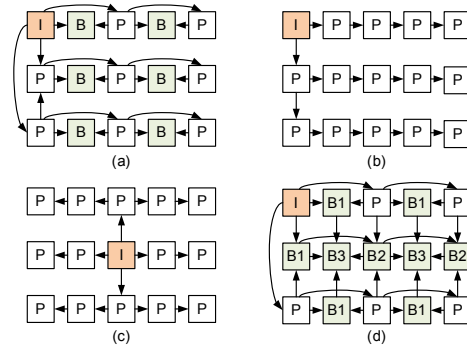 I B P B P
P B P B P
P B P B P
(a)
I P P P P
P P P P P
P P P P P
(b)
P P P P P
P P I P P
P P P P P
(c)
I B1 P B1 P
B1 B3 B2 B3 B2
P B1 P B1 P
(d)